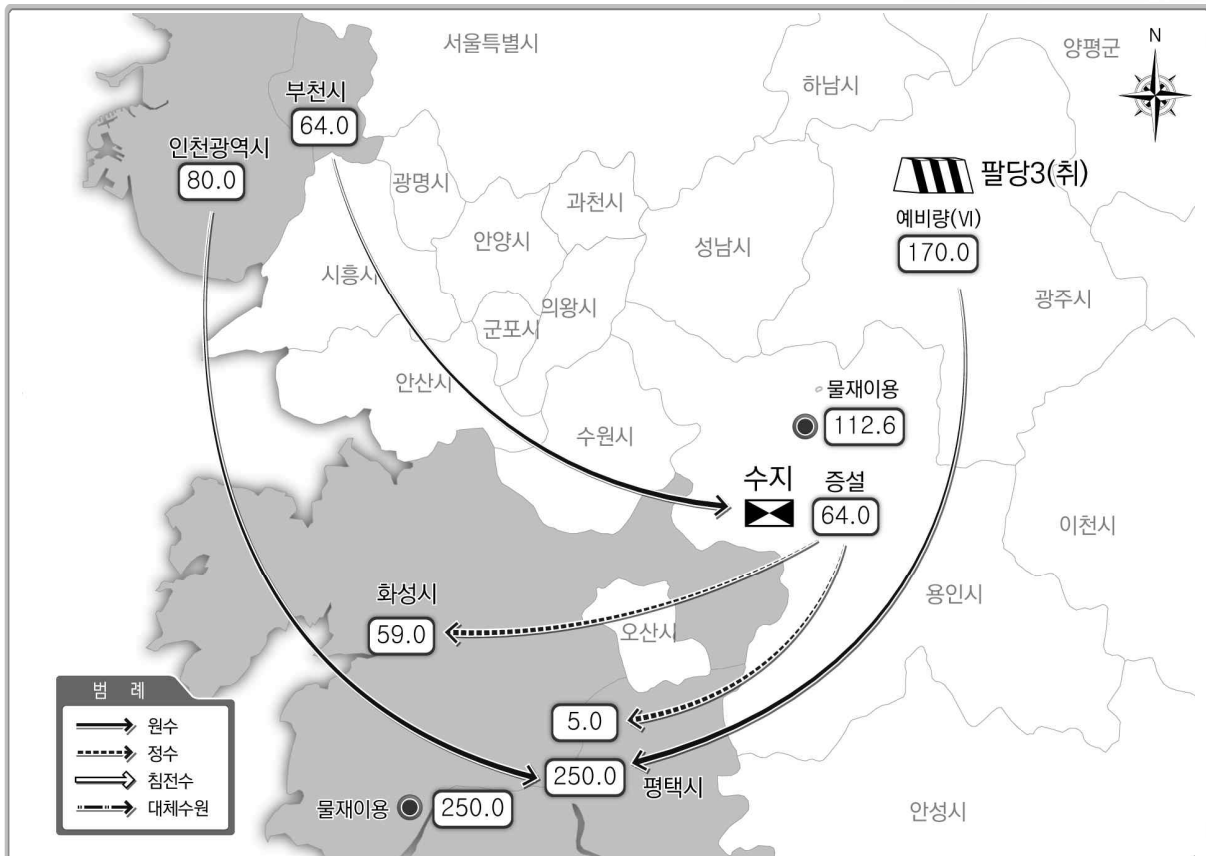 서울특별시
양평군
N
하남시
부천시
64.0
인천광역시
80.0
광명시
과천시
팔당3(취)
안양시
성남시
예비량(Ⅵ)
170.0
시흥시
의왕시
광주시
군포시
안산시
물재이용
112.6
수원시
수지
증설
64.0
이천시
화성시
59.0
용인시
오산시
범 례
원수
정수
침전수
대체수원
5.0
250.0
평택시
물재이용
250.0
안성시